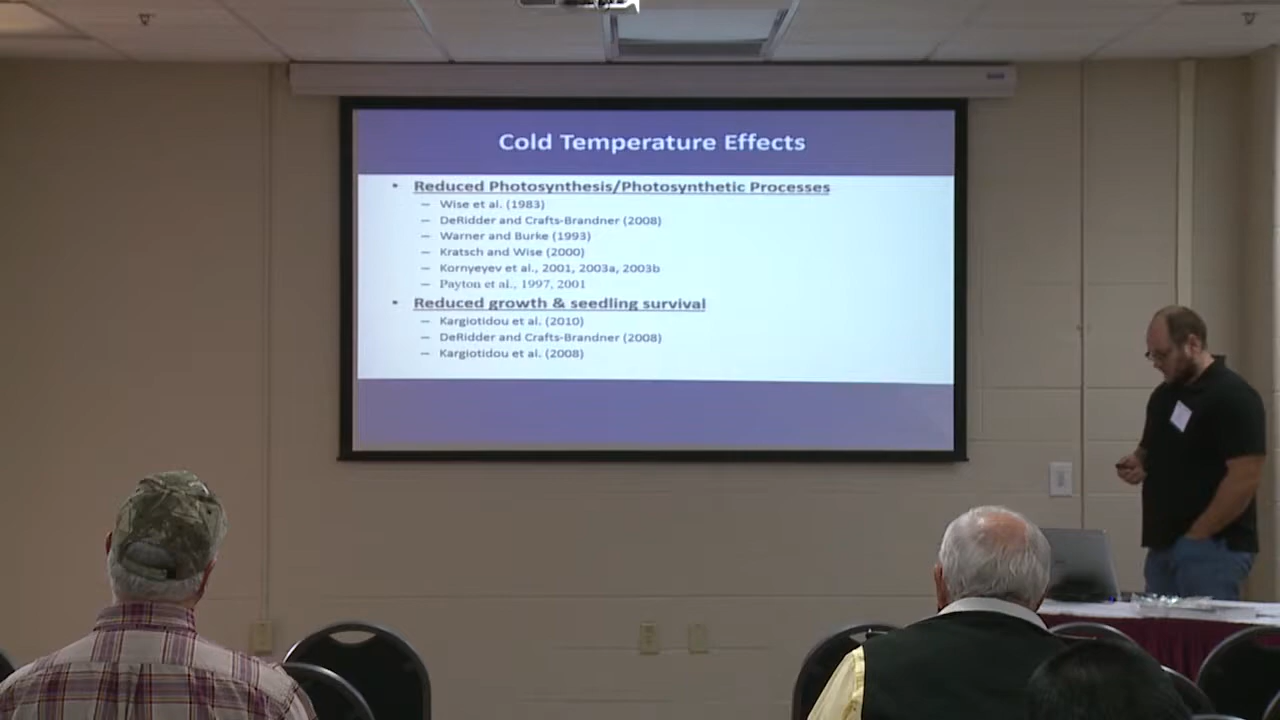 Cold Temperature Effects
• Reduced Photosynthesis/Photosynthetic Processes
– Wise et al. (1983)
– DeRidder and Crafts-Brandner (2008)
– Warner and Burke (1993)
– Kratsch and Wise (2000)
– Kornyeyev et al., 2001, 2003a, 2003b
– Payton et al., 1997, 2001
• Reduced growth & seedling survival
– Kargiotidou et al. (2010)
– DeRidder and Crafts-Brandner (2008)
– Kargiotidou et al. (2008)